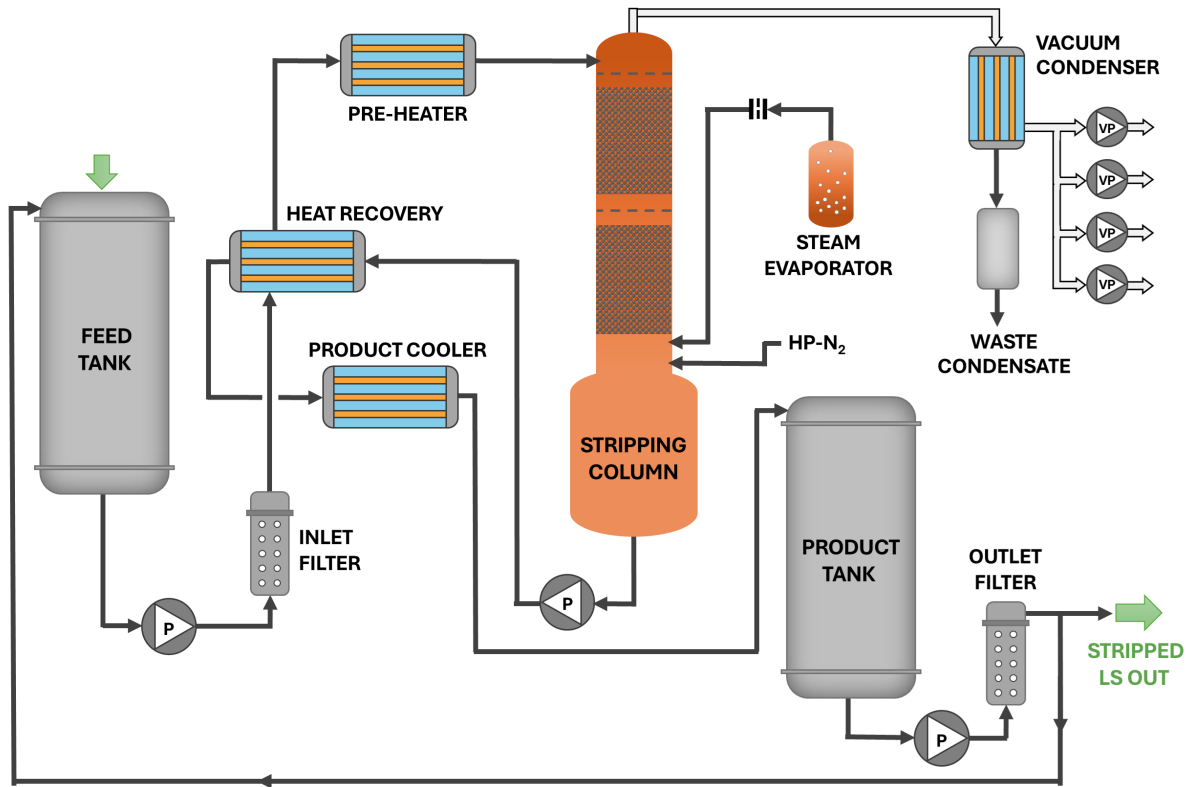 VACUUM
CONDENSER
PRE-HEATER
VP
VP
VP
VP
HEAT RECOVERY
STEAM
EVAPORATOR
FEED
TANK
PRODUCT COOLER
HP-N₂
WASTE
CONDENSATE
STRIPPING
COLUMN
INLET
FILTER
PRODUCT
TANK
OUTLET
FILTER
P
P
P
STRIPPED
LS OUT